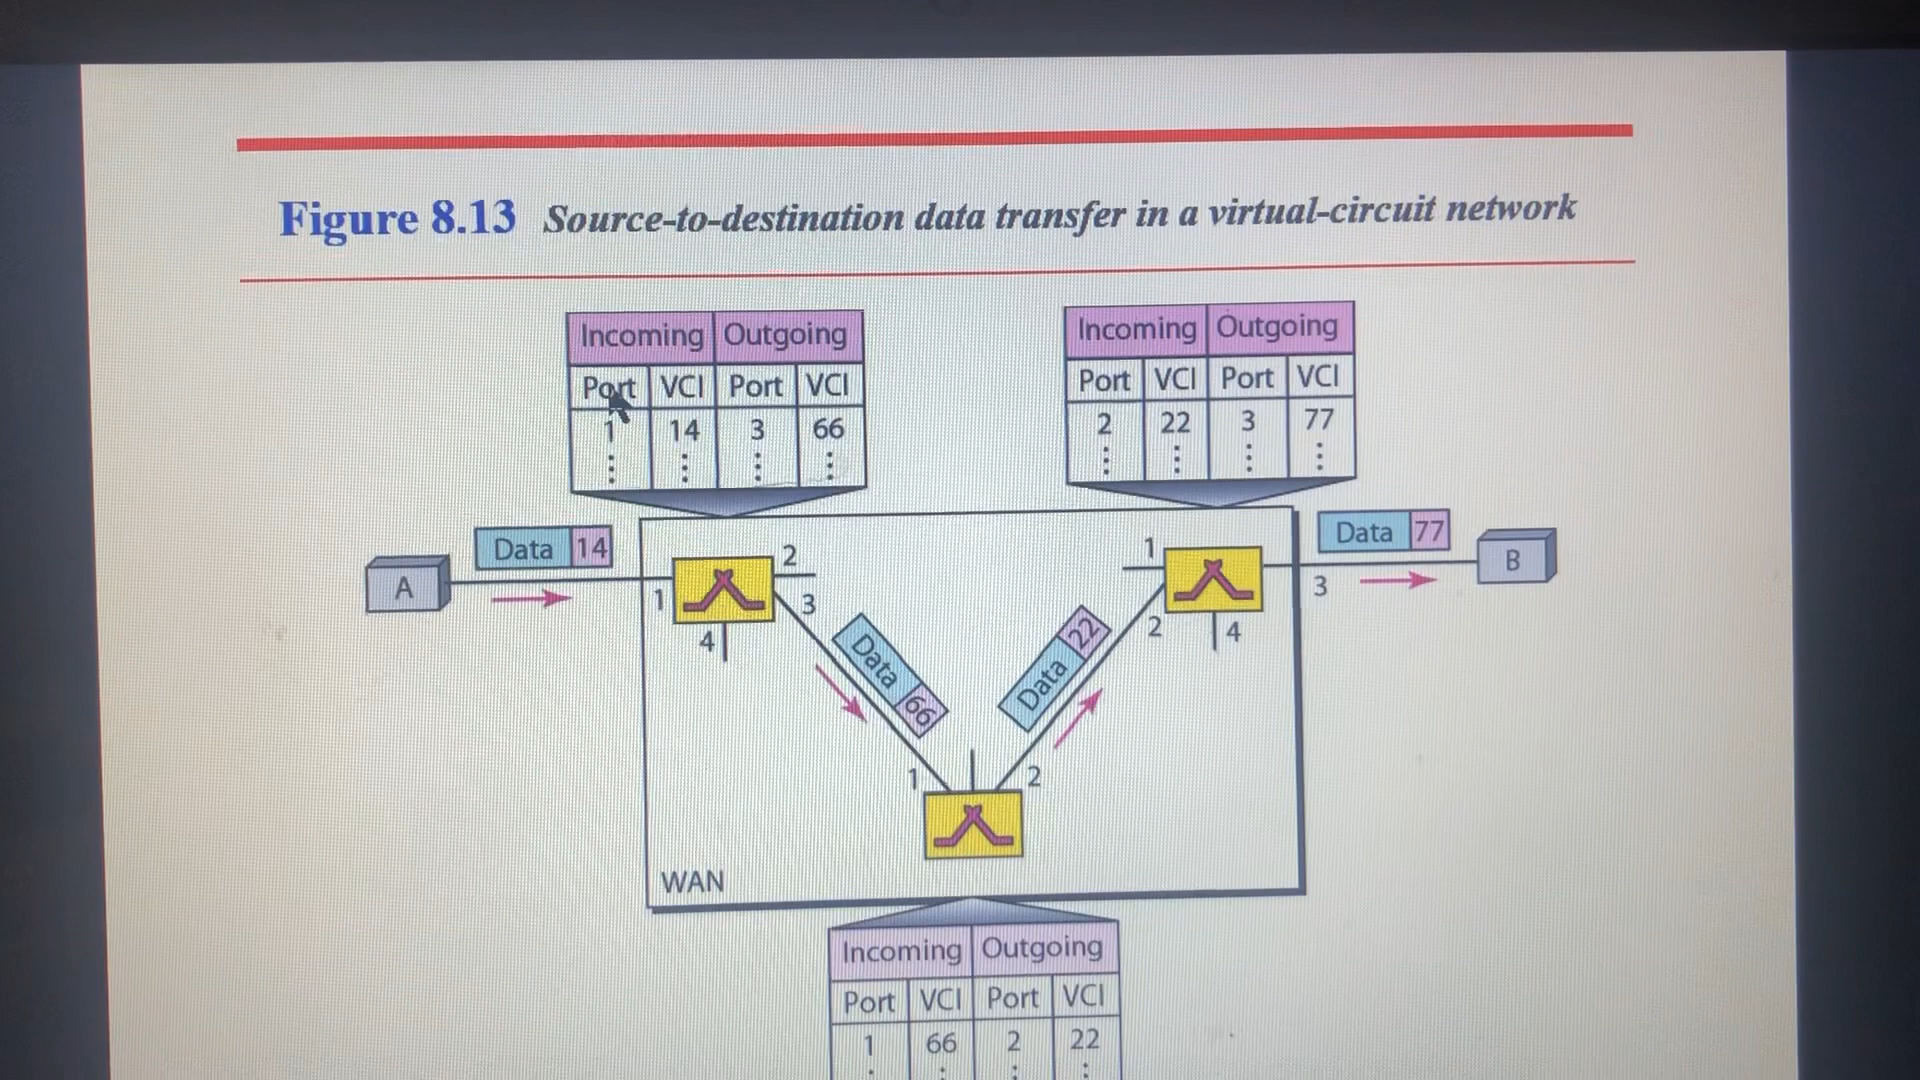 Figure 8.13 Source-to-destination data transfer in a virtual-circuit network
Incoming Outgoing
Port VCI Port VCI
1 14 3 66
Incoming Outgoing
Port VCI Port VCI
2 22 3 77
A
Data 14
1
2
3
4
Data 66
Data 22
1
2
4
3
Data 77
B
1
2
WAN
Incoming Outgoing
Port VCI Port VCI
1 66 2 22